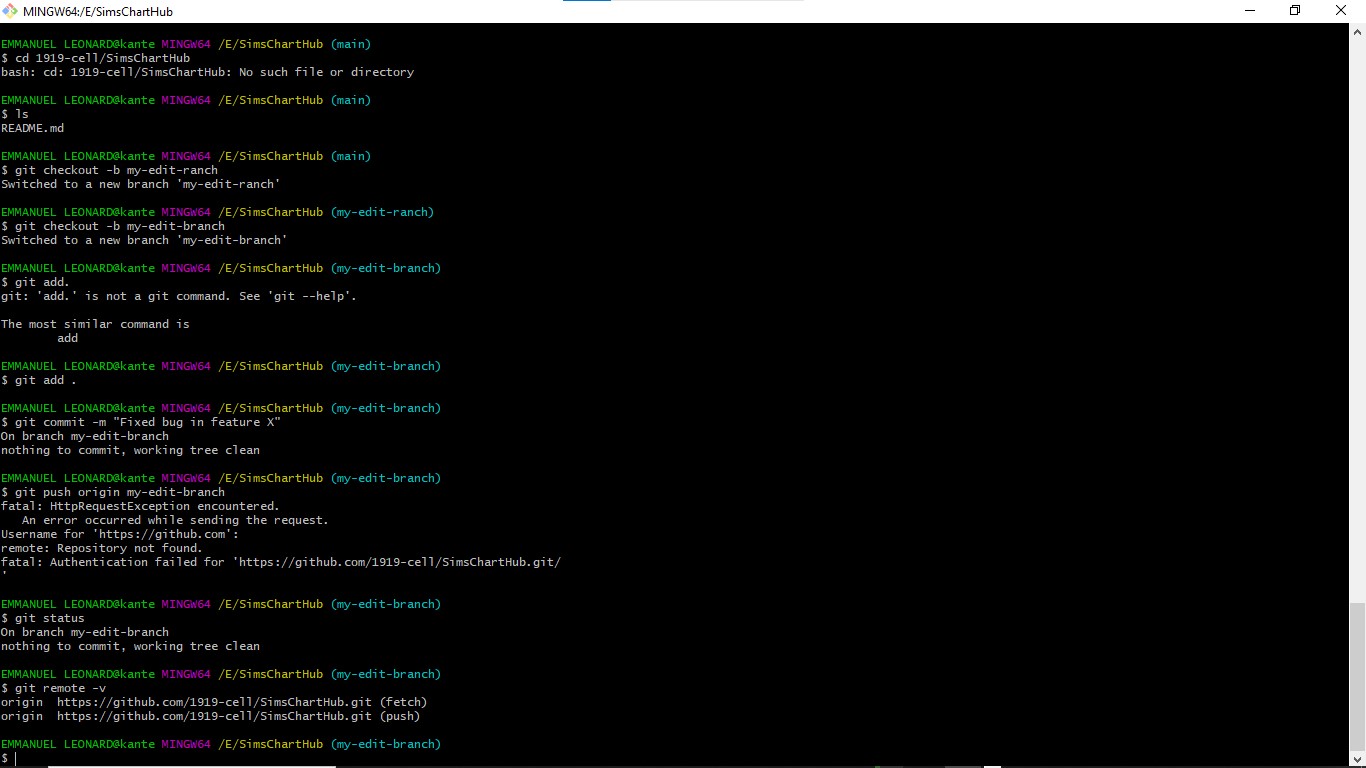 MINGW64:/E/SimsChartHub
EMMANUEL LEONARD@kante MINGW64 /E/SimsChartHub (main)
$ cd 1919-cell/SimsChartHub
bash: cd: 1919-cell/SimsChartHub: No such file or directory
EMMANUEL LEONARD@kante MINGW64 /E/SimsChartHub (main)
$ ls
README.md
EMMANUEL LEONARD@kante MINGW64 /E/SimsChartHub (main)
$ git checkout -b my-edit-ranch
Switched to a new branch 'my-edit-ranch'
EMMANUEL LEONARD@kante MINGW64 /E/SimsChartHub (my-edit-ranch)
$ git checkout -b my-edit-branch
Switched to a new branch 'my-edit-branch'
EMMANUEL LEONARD@kante MINGW64 /E/SimsChartHub (my-edit-branch)
$ git add.
git: 'add.' is not a git command. See 'git --help'.
The most similar command is
add
EMMANUEL LEONARD@kante MINGW64 /E/SimsChartHub (my-edit-branch)
$ git add .
EMMANUEL LEONARD@kante MINGW64 /E/SimsChartHub (my-edit-branch)
$ git commit -m "Fixed bug in feature X"
On branch my-edit-branch
nothing to commit, working tree clean
EMMANUEL LEONARD@kante MINGW64 /E/SimsChartHub (my-edit-branch)
$ git push origin my-edit-branch
fatal: HttpRequestException encountered.
An error occurred while sending the request.
Username for 'https://github.com':
remote: Repository not found.
fatal: Authentication failed for 'https://github.com/1919-cell/SimsChartHub.git/
'
EMMANUEL LEONARD@kante MINGW64 /E/SimsChartHub (my-edit-branch)
$ git status
On branch my-edit-branch
nothing to commit, working tree clean
EMMANUEL LEONARD@kante MINGW64 /E/SimsChartHub (my-edit-branch)
$ git remote -v
origin  https://github.com/1919-cell/SimsChartHub.git (fetch)
origin  https://github.com/1919-cell/SimsChartHub.git (push)
EMMANUEL LEONARD@kante MINGW64 /E/SimsChartHub (my-edit-branch)
$